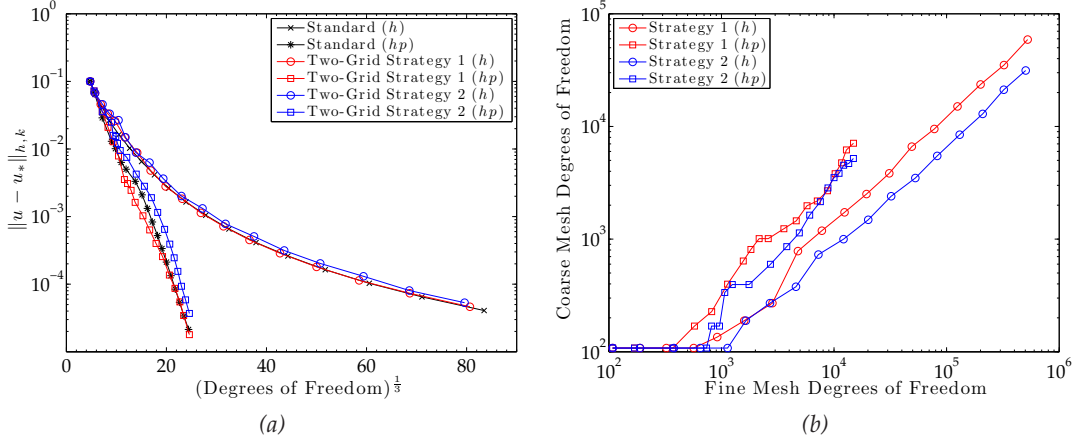 Standard (h)
Standard (hp)
Two-Grid Strategy 1 (h)
Two-Grid Strategy 1 (hp)
Two-Grid Strategy 2 (h)
Two-Grid Strategy 2 (hp)
10^{-1}
10^{-2}
10^{-3}
10^{-4}
‖u − u_*‖_{h,k}
0 20 40 60 80
(Degrees of Freedom)^{1/3}
(a)
Strategy 1 (h)
Strategy 1 (hp)
Strategy 2 (h)
Strategy 2 (hp)
10^5
10^4
10^3
10^2
Coarse Mesh Degrees of Freedom
10^2 10^3 10^4 10^5 10^6
Fine Mesh Degrees of Freedom
(b)